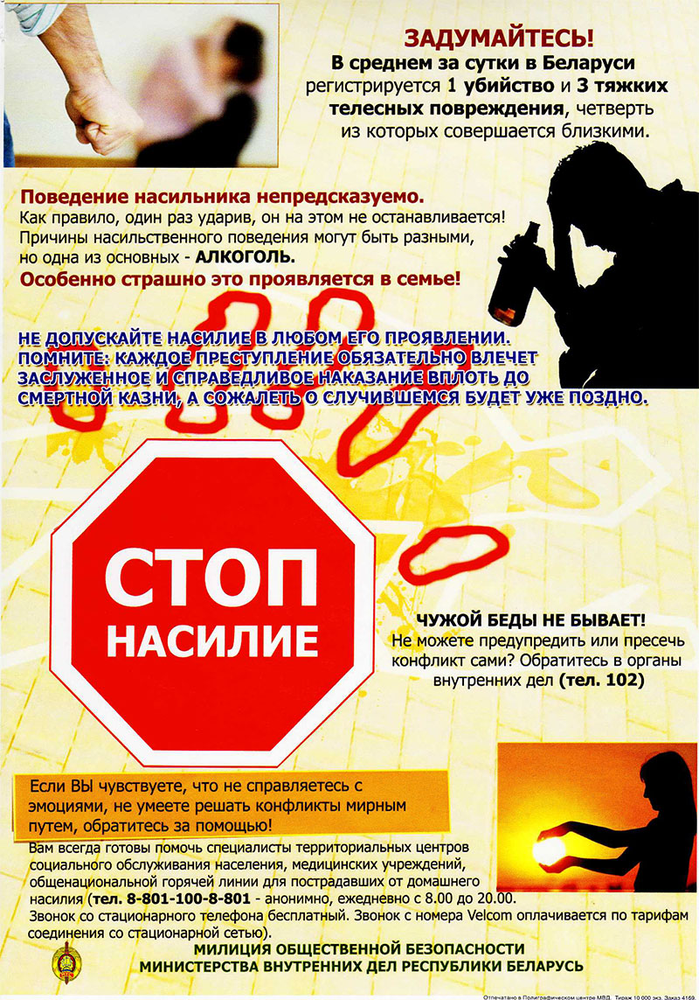 ЗАДУМАЙТЕСЬ!
В среднем за сутки в Беларуси
регистрируется 1 убийство и 3 тяжких
телесных повреждения, четверть
из которых совершается близкими.
Поведение насильника непредсказуемо.
Как правило, один раз ударив, он на этом не останавливается!
Причины насильственного поведения могут быть разными,
но одна из основных - АЛКОГОЛЬ.
Особенно страшно это проявляется в семье!
НЕ ДОПУСКАЙТЕ НАСИЛИЕ В ЛЮБОМ ЕГО ПРОЯВЛЕНИИ.
ПОМНИТЕ: КАЖДОЕ ПРЕСТУПЛЕНИЕ ОБЯЗАТЕЛЬНО ВЛЕЧЕТ
ЗАСЛУЖЕННОЕ И СПРАВЕДЛИВОЕ НАКАЗАНИЕ ВПЛОТЬ ДО
СМЕРТНОЙ КАЗНИ, А СОЖАЛЕТЬ О СЛУЧИВШЕМСЯ БУДЕТ УЖЕ ПОЗДНО.
СТОП
НАСИЛИЕ
ЧУЖОЙ БЕДЫ НЕ БЫВАЕТ!
Не можете предупредить или пресечь
конфликт сами? Обратитесь в органы
внутренних дел (тел. 102)
Если ВЫ чувствуете, что не справляетесь с
эмоциями, не умеете решать конфликты мирным
путем, обратитесь за помощью!
Вам всегда готовы помочь специалисты территориальных центров
социального обслуживания населения, медицинских учреждений,
общенациональной горячей линии для пострадавших от домашнего
насилия (тел. 8-801-100-8-801 - анонимно, ежедневно с 8.00 до 20.00.
Звонок со стационарного телефона бесплатный. Звонок с номера Velcom оплачивается по тарифам
соединения со стационарной сетью).
МИЛИЦИЯ ОБЩЕСТВЕННОЙ БЕЗОПАСНОСТИ
МИНИСТЕРСТВА ВНУТРЕННИХ ДЕЛ РЕСПУБЛИКИ БЕЛАРУСЬ
Отпечатано в Полиграфическом центре МВД. Тираж 10 000 экз. Заказ 4169.